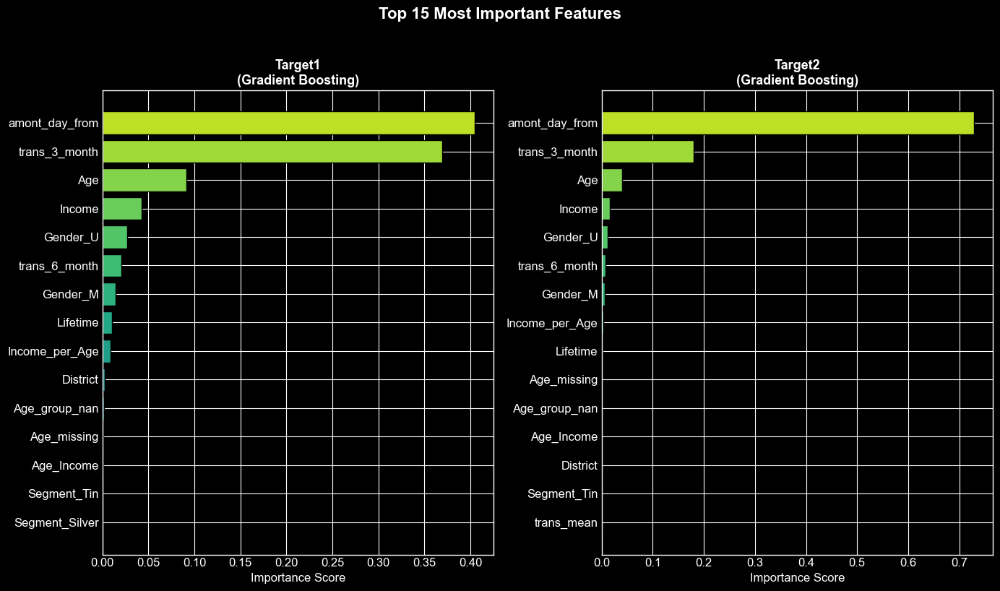 Top 15 Most Important Features
Target1
(Gradient Boosting)
amont_day_from
trans_3_month
Age
Income
Gender_U
trans_6_month
Gender_M
Lifetime
Income_per_Age
District
Age_group_nan
Age_missing
Age_Income
Segment_Tin
Segment_Silver
0.00 0.05 0.10 0.15 0.20 0.25 0.30 0.35 0.40
Importance Score
Target2
(Gradient Boosting)
amont_day_from
trans_3_month
Age
Income
Gender_U
trans_6_month
Gender_M
Income_per_Age
Lifetime
Age_missing
Age_group_nan
Age_Income
District
Segment_Tin
trans_mean
0.0 0.1 0.2 0.3 0.4 0.5 0.6 0.7
Importance Score